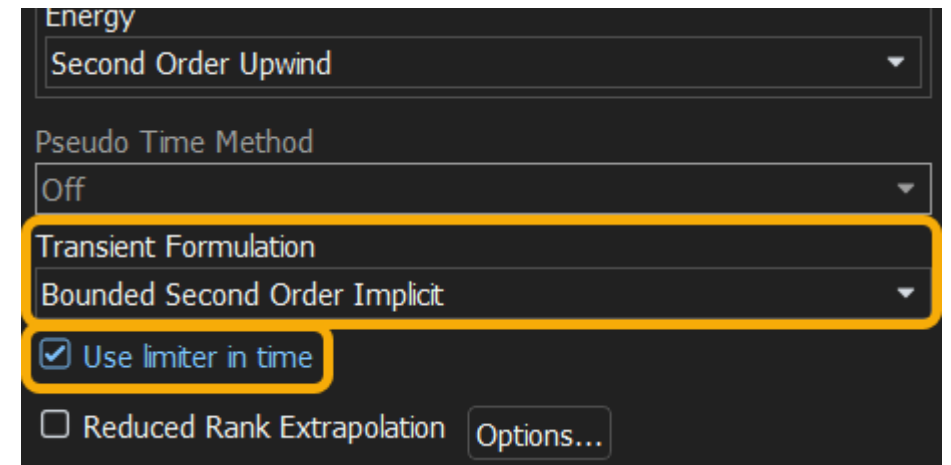 Energy
Second Order Upwind
Pseudo Time Method
Off
Transient Formulation
Bounded Second Order Implicit
Use limiter in time
Reduced Rank Extrapolation Options...